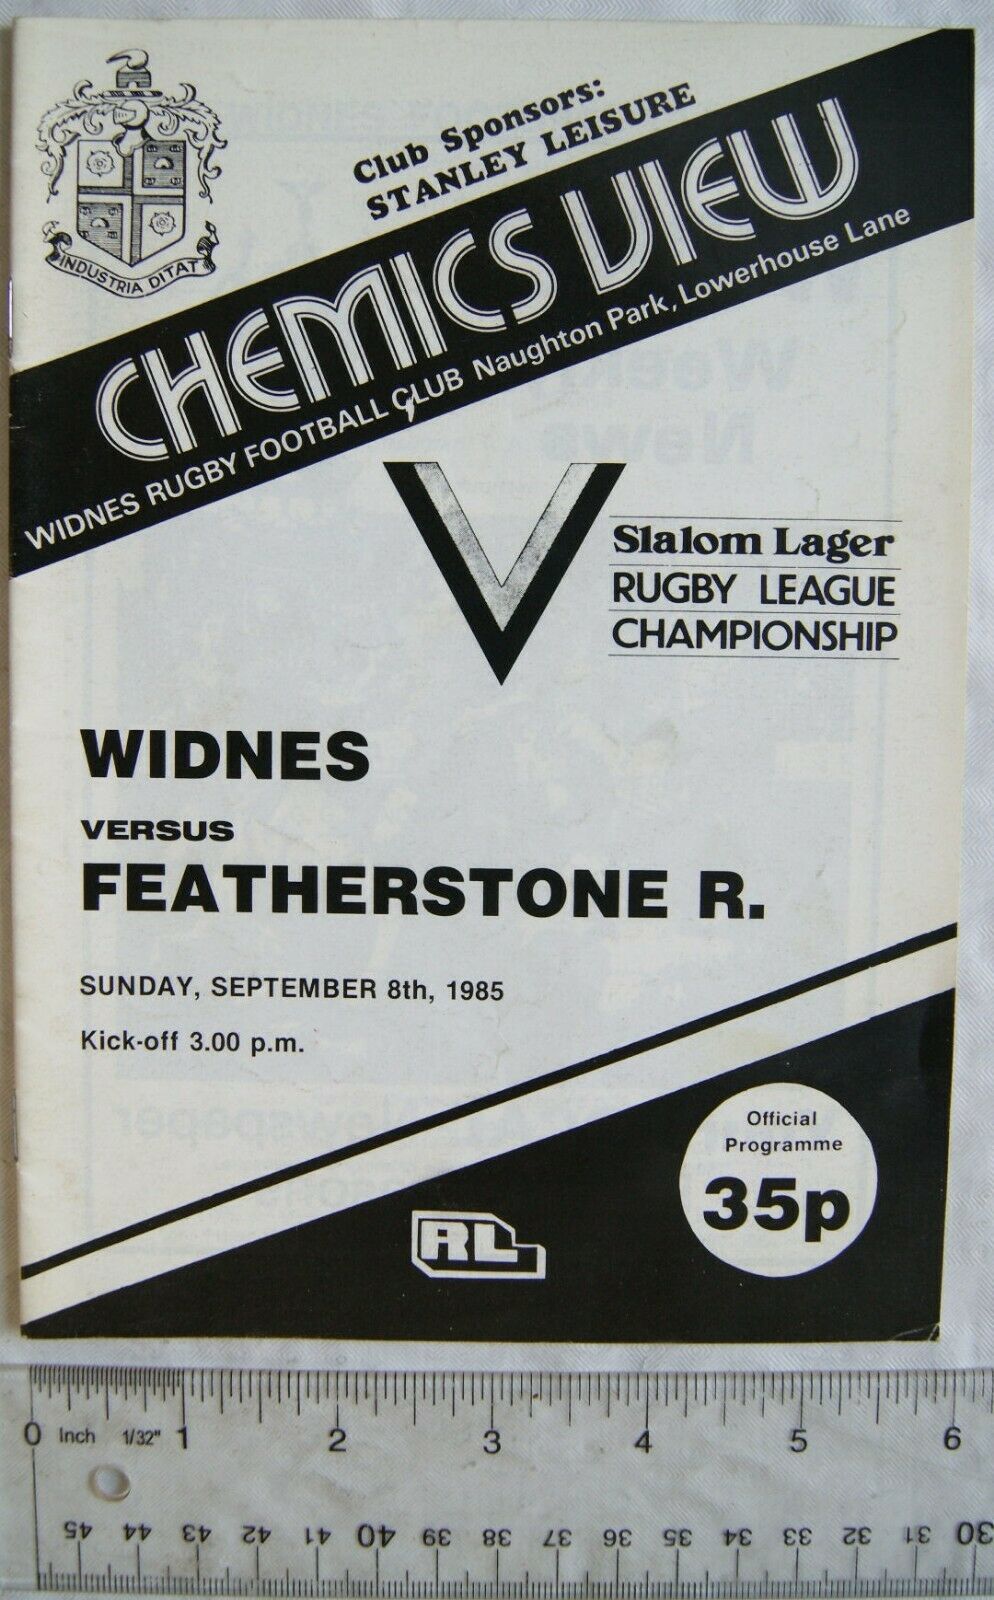 Club Sponsors:
STANLEY LEISURE
INDUSTRIA DITAT
CHEMICS VIEW
WIDNES RUGBY FOOTBALL CLUB Naughton Park, Lowerhouse Lane
Slalom Lager
RUGBY LEAGUE
CHAMPIONSHIP
WIDNES
VERSUS
FEATHERSTONE R.
SUNDAY, SEPTEMBER 8th, 1985
Kick-off 3.00 p.m.
Official
Programme
35p
RL
0 Inch 1/32" 1 2 3 4 5 6
45 44 43 42 41 40 39 38 37 36 35 34 33 32 31 30